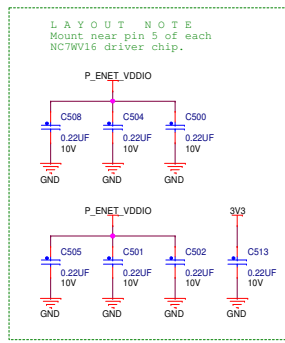 L A Y O U T   N O T E
Mount near pin 5 of each
NC7WV16 driver chip.
P_ENET_VDDIO
C508 C504 C500
0.22UF 0.22UF 0.22UF
10V 10V 10V
GND GND GND
P_ENET_VDDIO 3V3
C505 C501 C502 C513
0.22UF 0.22UF 0.22UF 0.22UF
10V 10V 10V 10V
GND GND GND GND